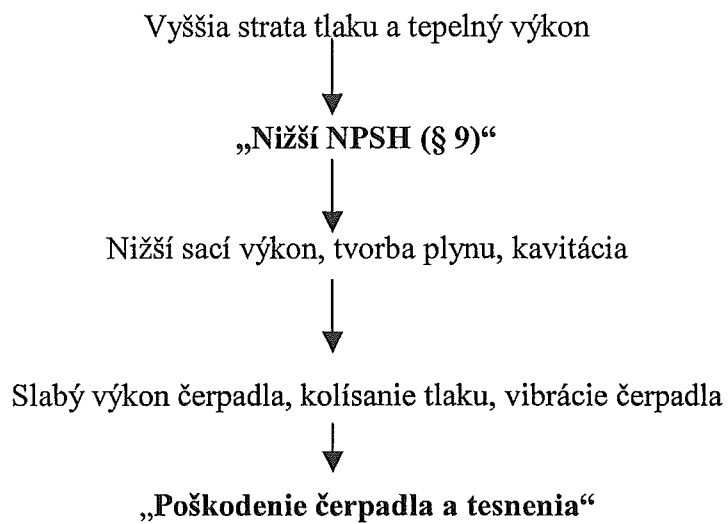 Vyššia strata tlaku a tepelný výkon
„Nižší NPSH (§ 9)“
Nižší sací výkon, tvorba plynu, kavitácia
Slabý výkon čerpadla, kolísanie tlaku, vibrácie čerpadla
„Poškodenie čerpadla a tesnenia“